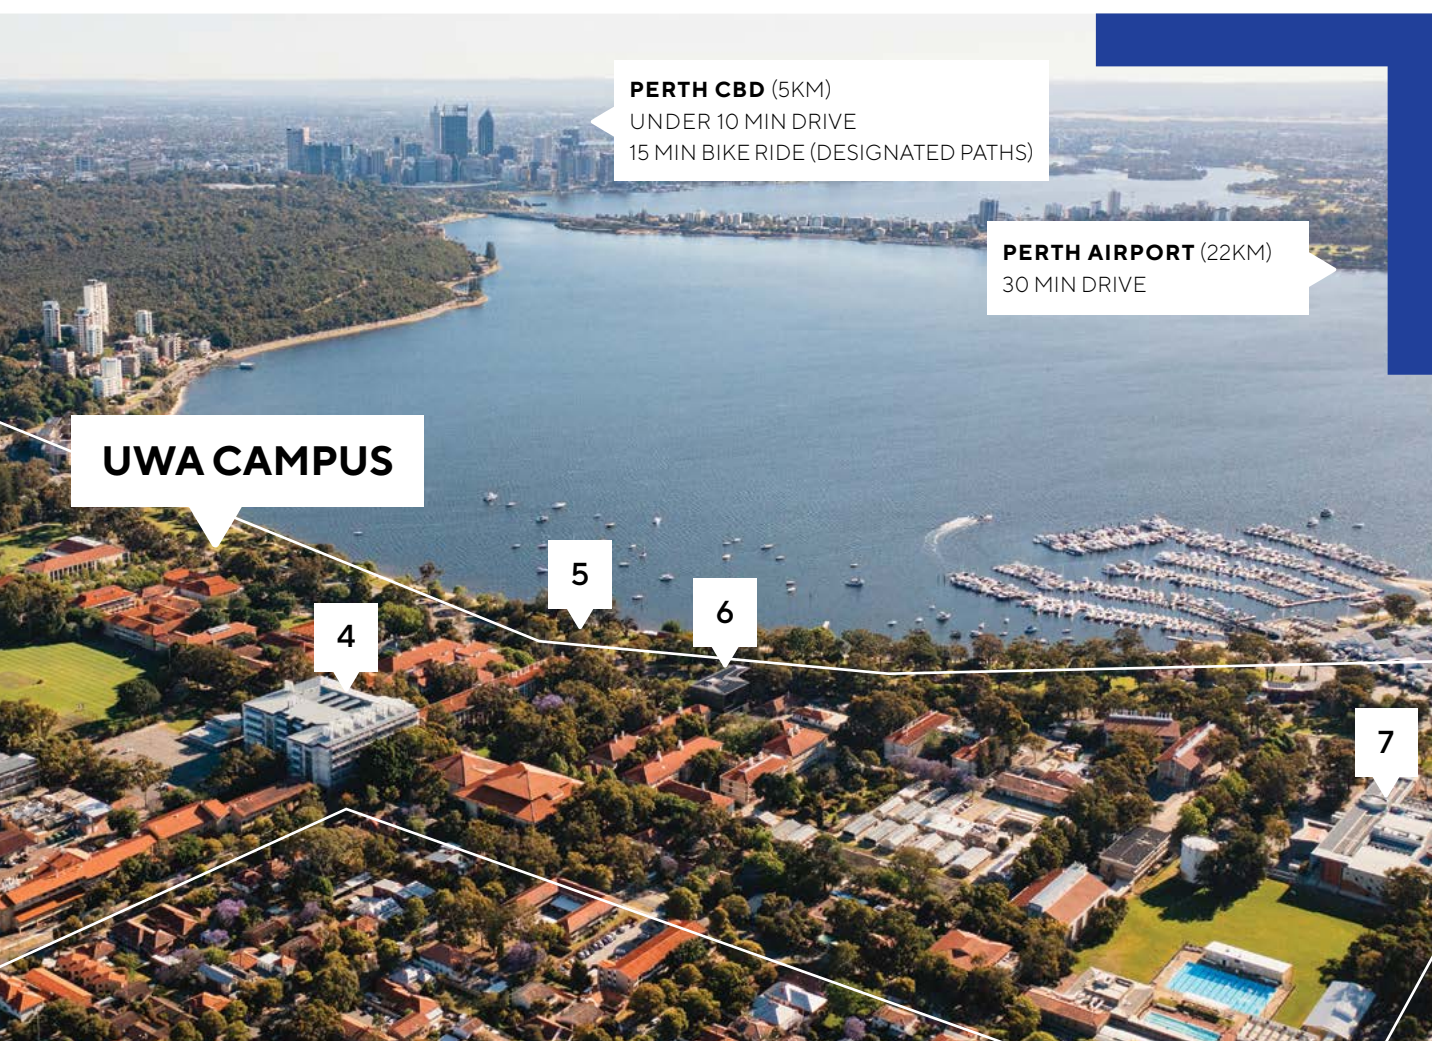 PERTH CBD (5KM)
UNDER 10 MIN DRIVE
15 MIN BIKE RIDE (DESIGNATED PATHS)
PERTH AIRPORT (22KM)
30 MIN DRIVE
UWA CAMPUS
5
6
4
7